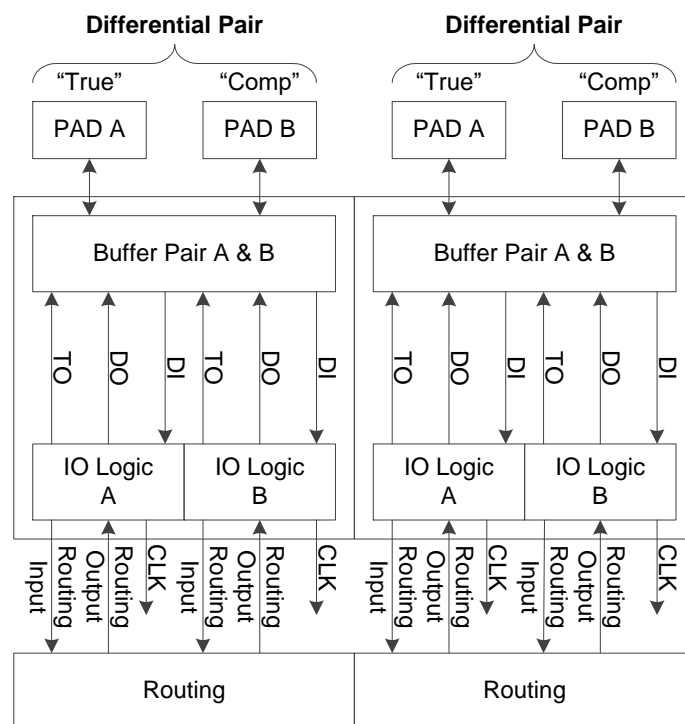 Differential Pair
Differential Pair
“True”
“Comp”
“True”
“Comp”
PAD A
PAD B
PAD A
PAD B
Buffer Pair A & B
Buffer Pair A & B
TO
DO
DI
TO
DO
DI
TO
DO
DI
TO
DO
DI
IO Logic
A
IO Logic
B
IO Logic
A
IO Logic
B
Routing
Input
Routing
Output
CLK
Routing
Input
Routing
Output
CLK
Routing
Input
Routing
Output
CLK
Routing
Input
Routing
Output
CLK
Routing
Routing